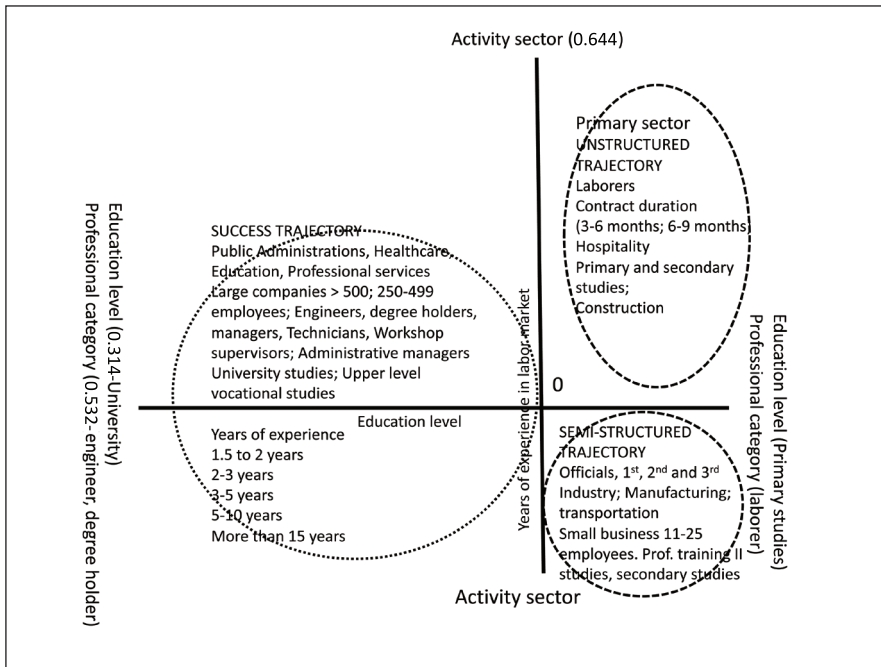 Activity sector (0.644)
Primary sector
UNSTRUCTURED
TRAJECTORY
Laborers
Contract duration
(3-6 months; 6-9 months
Hospitality
Primary and secondary
studies;
Construction
Education level (0.314-University)
Professional category (0.532- engineer, degree holder)
SUCCESS TRAJECTORY
Public Administrations, Healthcare,
Education, Professional services
Large companies > 500; 250-499
employees; Engineers, degree holders,
managers, Technicians, Workshop
supervisors; Administrative managers
University studies; Upper level
vocational studies
Years of experience in labor market
0
Education level
Years of experience
1.5 to 2 years
2-3 years
3-5 years
5-10 years
More than 15 years
SEMI-STRUCTURED
TRAJECTORY
Officials, 1st, 2nd and 3rd
Industry; Manufacturing;
transportation
Small business 11-25
employees. Prof. training II
studies, secondary studies
Education level (Primary studies)
Professional category (laborer)
Activity sector